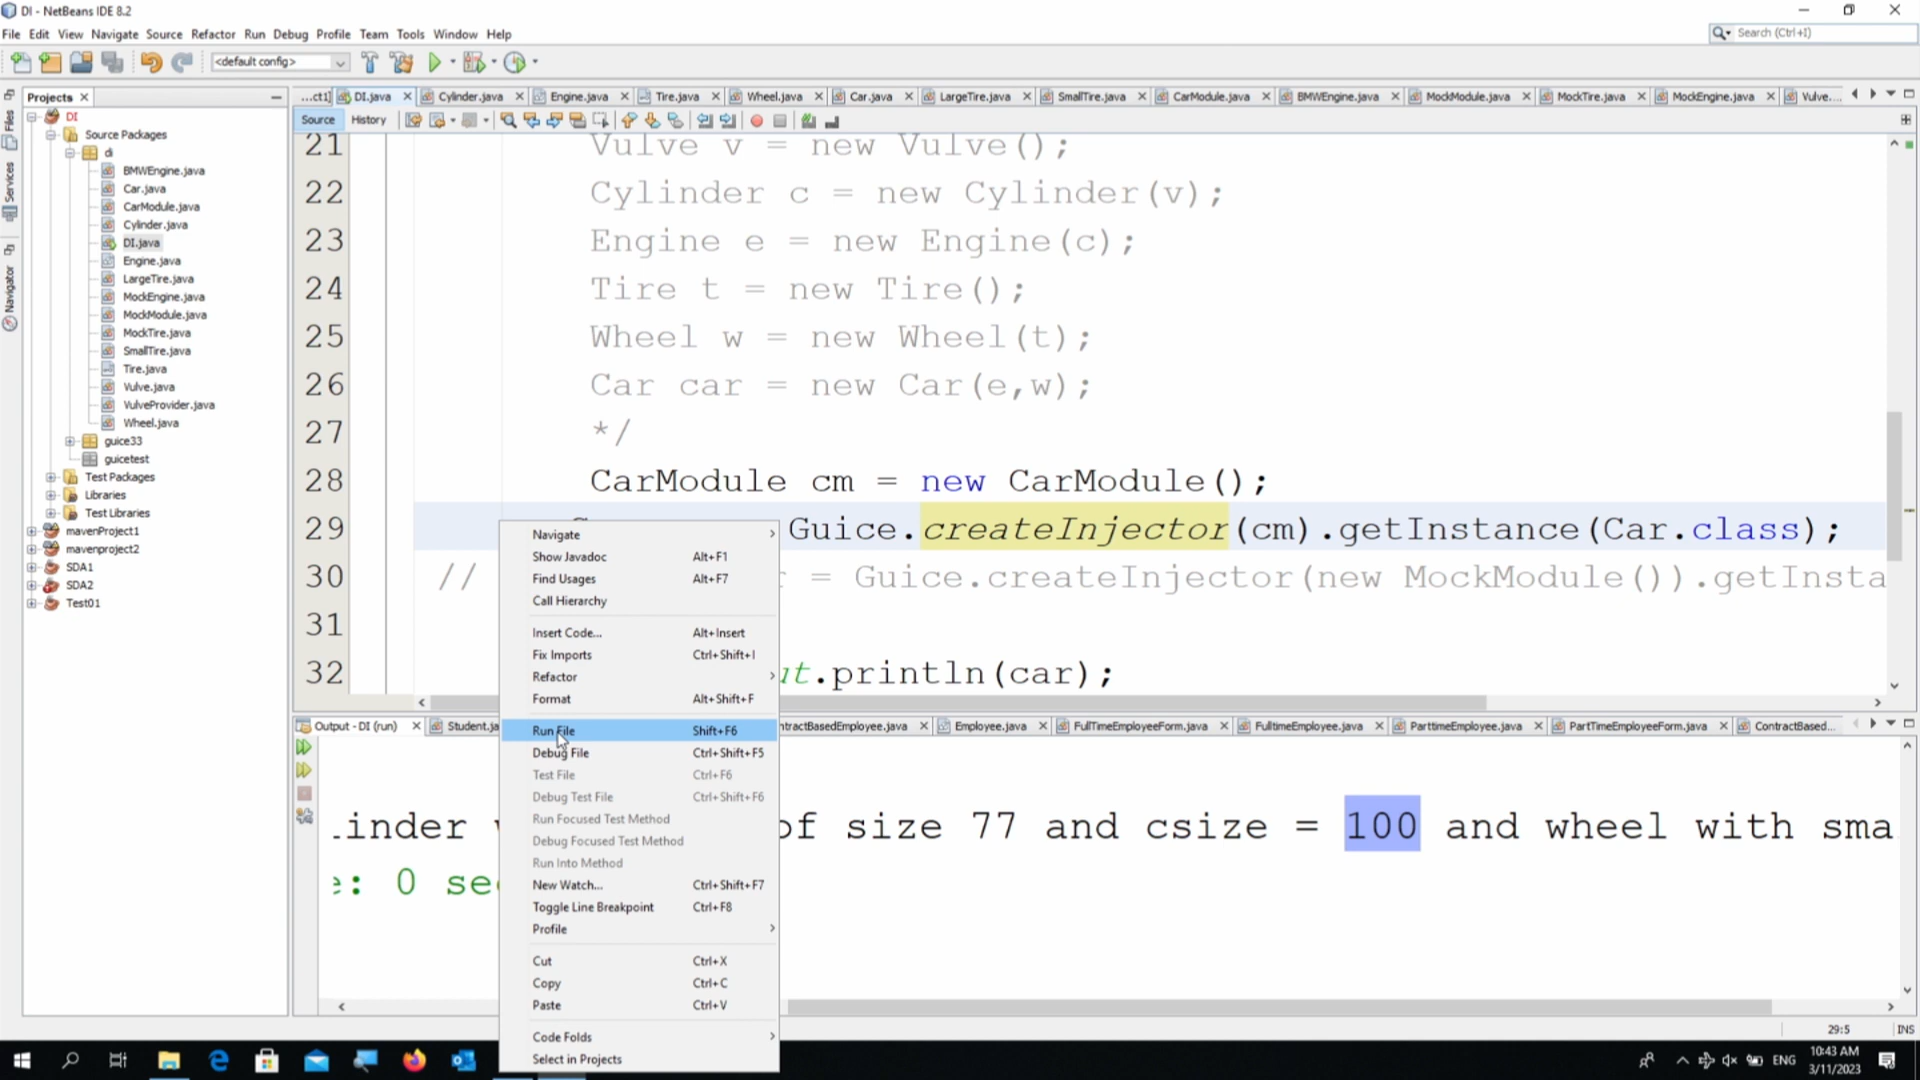 DI - NetBeans IDE 8.2
File Edit View Navigate Source Refactor Run Debug Profile Team Tools Window Help
Search (Ctrl+I)
<default config>
Projects
...ct1] DI.java Cylinder.java Engine.java Tire.java Wheel.java Car.java LargeTire.java SmallTire.java CarModule.java BMWEngine.java MockModule.java MockTire.java MockEngine.java Vulve....
Source History
Files
Services
Navigator
DI
Source Packages
di
BMWEngine.java
Car.java
CarModule.java
Cylinder.java
DI.java
Engine.java
LargeTire.java
MockEngine.java
MockModule.java
MockTire.java
SmallTire.java
Tire.java
Vulve.java
VulveProvider.java
Wheel.java
guice33
guicetest
Test Packages
Libraries
Test Libraries
mavenProject1
mavenproject2
SDA1
SDA2
Test01
21 Vulve v = new Vulve();
22 Cylinder c = new Cylinder(v);
23 Engine e = new Engine(c);
24 Tire t = new Tire();
25 Wheel w = new Wheel(t);
26 Car car = new Car(e,w);
27 */
28 CarModule cm = new CarModule();
29 Guice.createInjector(cm).getInstance(Car.class);
30 // r = Guice.createInjector(new MockModule()).getInsta
31
32 ut.println(car);
Navigate
Show Javadoc Alt+F1
Find Usages Alt+F7
Call Hierarchy
Insert Code... Alt+Insert
Fix Imports Ctrl+Shift+I
Refactor
Format Alt+Shift+F
Run File Shift+F6
Debug File Ctrl+Shift+F5
Test File Ctrl+F6
Debug Test File Ctrl+Shift+F6
Run Focused Test Method
Debug Focused Test Method
Run Into Method
New Watch... Ctrl+Shift+F7
Toggle Line Breakpoint Ctrl+F8
Profile
Cut Ctrl+X
Copy Ctrl+C
Paste Ctrl+V
Code Folds
Select in Projects
Output - DI (run) Student.ja ntractBasedEmployee.java Employee.java FullTimeEmployeeForm.java FulltimeEmployee.java ParttimeEmployee.java PartTimeEmployeeForm.java ContractBased...
linder of size 77 and csize = 100 and wheel with sma
e: 0 sec
29:5 INS
ENG
10:43 AM
3/11/2023